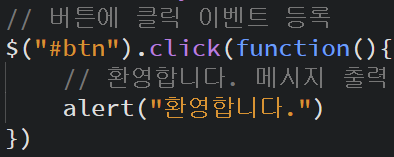 // 버튼에 클릭 이벤트 등록
$("#btn").click(function(){
    // 환영합니다. 메시지 출력
    alert("환영합니다.")
})